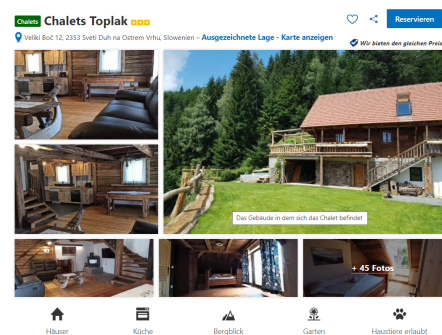 Chalets Chalets Toplak
Reservieren
Veliki Boč 12, 2353 Sveti Duh na Ostrem Vrhu, Slowenien – Ausgezeichnete Lage - Karte anzeigen
Wir bieten den gleichen Preis
Das Gebäude in dem sich das Chalet befindet
+ 45 Fotos
Häuser Küche Bergblick Garten Haustiere erlaubt